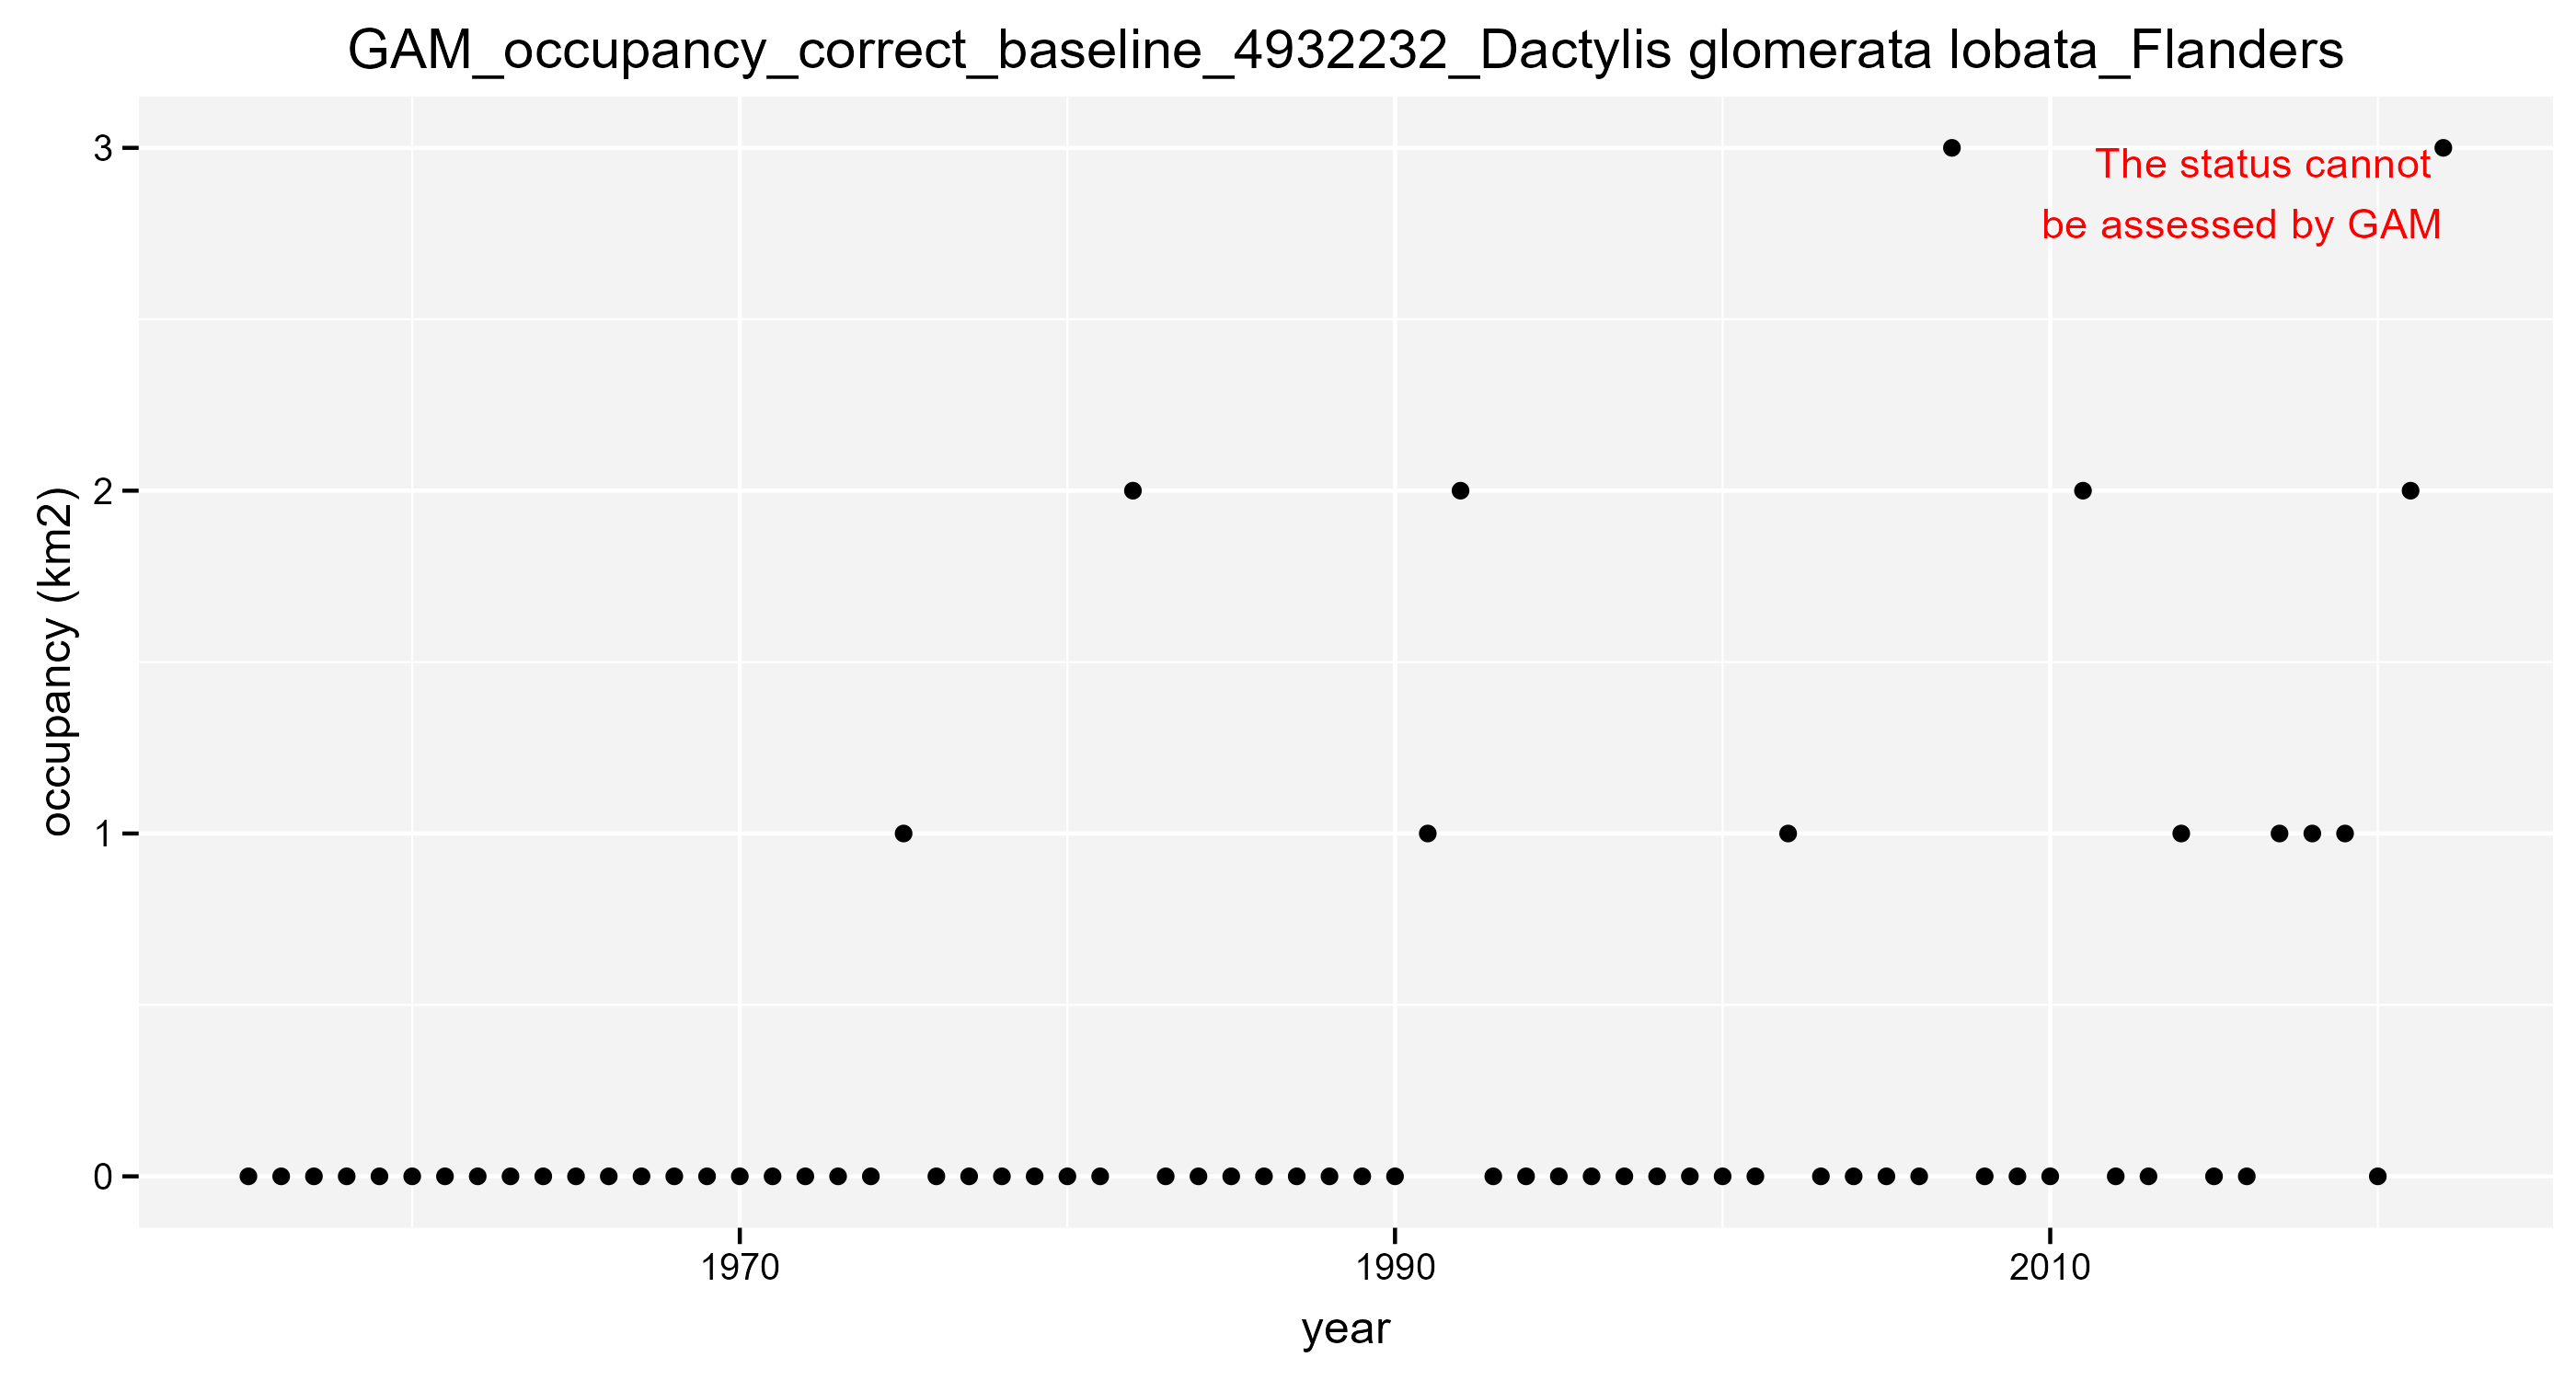 GAM_occupancy_correct_baseline_4932232_Dactylis glomerata lobata_Flanders
3
The status cannot
be assessed by GAM
2
occupancy (km2)
1
0
1970
1990
2010
year